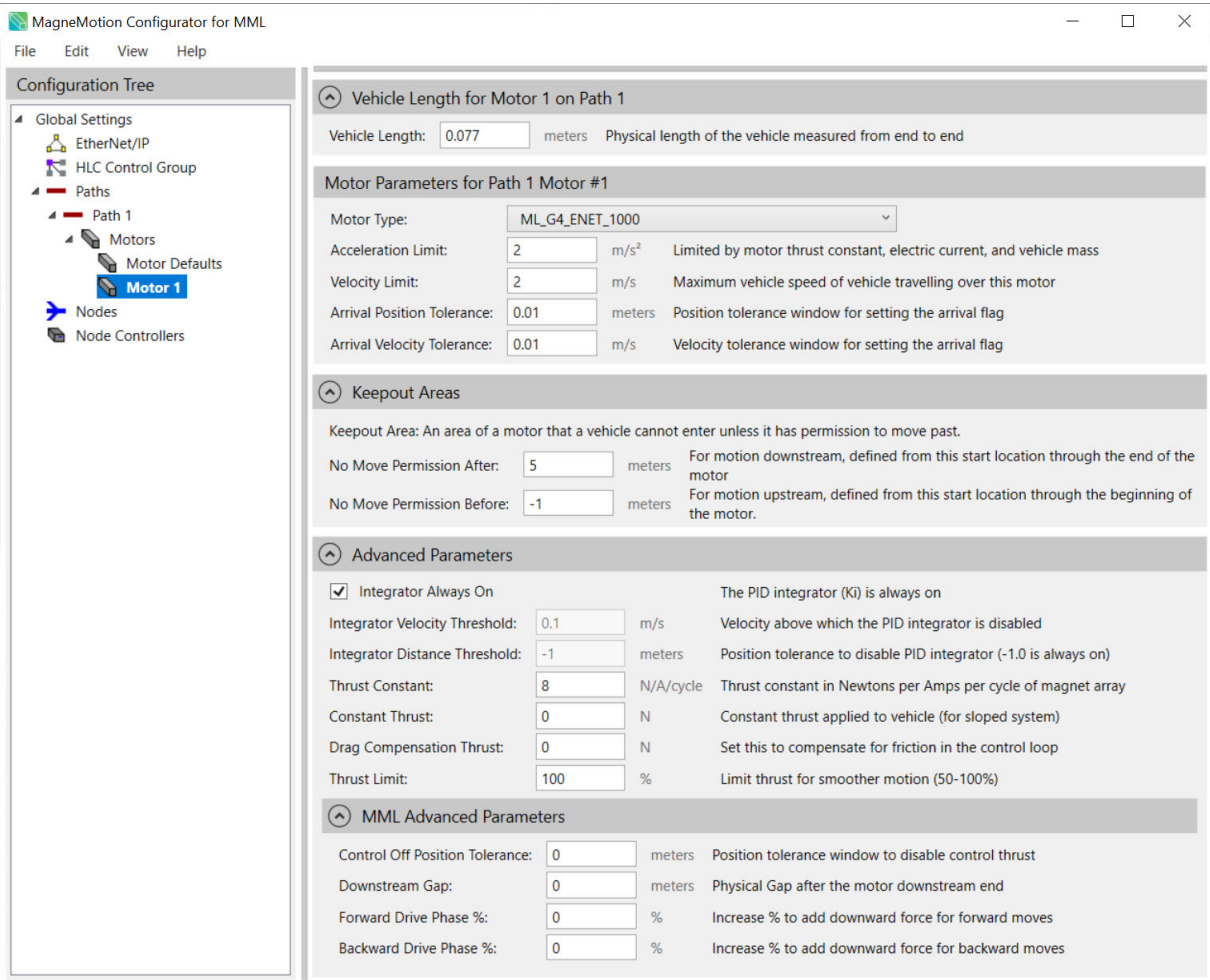 MagneMotion Configurator for MML
File Edit View Help
Configuration Tree
Global Settings
EtherNet/IP
HLC Control Group
Paths
Path 1
Motors
Motor Defaults
Motor 1
Nodes
Node Controllers
Vehicle Length for Motor 1 on Path 1
Vehicle Length: 0.077 meters Physical length of the vehicle measured from end to end
Motor Parameters for Path 1 Motor #1
Motor Type: ML_G4_ENET_1000
Acceleration Limit: 2 m/s² Limited by motor thrust constant, electric current, and vehicle mass
Velocity Limit: 2 m/s Maximum vehicle speed of vehicle travelling over this motor
Arrival Position Tolerance: 0.01 meters Position tolerance window for setting the arrival flag
Arrival Velocity Tolerance: 0.01 m/s Velocity tolerance window for setting the arrival flag
Keepout Areas
Keepout Area: An area of a motor that a vehicle cannot enter unless it has permission to move past.
No Move Permission After: 5 meters For motion downstream, defined from this start location through the end of the
motor
No Move Permission Before: -1 meters For motion upstream, defined from this start location through the beginning of
the motor.
Advanced Parameters
Integrator Always On The PID integrator (Ki) is always on
Integrator Velocity Threshold: 0.1 m/s Velocity above which the PID integrator is disabled
Integrator Distance Threshold: -1 meters Position tolerance to disable PID integrator (-1.0 is always on)
Thrust Constant: 8 N/A/cycle Thrust constant in Newtons per Amps per cycle of magnet array
Constant Thrust: 0 N Constant thrust applied to vehicle (for sloped system)
Drag Compensation Thrust: 0 N Set this to compensate for friction in the control loop
Thrust Limit: 100 % Limit thrust for smoother motion (50-100%)
MML Advanced Parameters
Control Off Position Tolerance: 0 meters Position tolerance window to disable control thrust
Downstream Gap: 0 meters Physical Gap after the motor downstream end
Forward Drive Phase %: 0 % Increase % to add downward force for forward moves
Backward Drive Phase %: 0 % Increase % to add downward force for backward moves